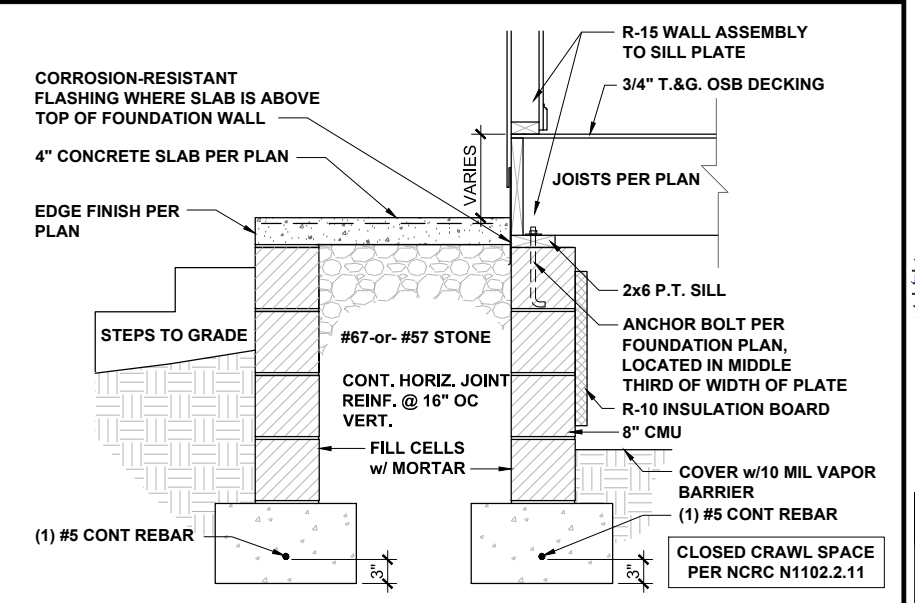 CORROSION-RESISTANT
FLASHING WHERE SLAB IS ABOVE
TOP OF FOUNDATION WALL
4" CONCRETE SLAB PER PLAN
EDGE FINISH PER
PLAN
STEPS TO GRADE
(1) #5 CONT REBAR
3"
VARIES
#67-or- #57 STONE
CONT. HORIZ. JOINT
REINF. @ 16" OC
VERT.
FILL CELLS
w/ MORTAR
R-15 WALL ASSEMBLY
TO SILL PLATE
3/4" T.&G. OSB DECKING
JOISTS PER PLAN
2x6 P.T. SILL
ANCHOR BOLT PER
FOUNDATION PLAN,
LOCATED IN MIDDLE
THIRD OF WIDTH OF PLATE
R-10 INSULATION BOARD
8" CMU
COVER w/10 MIL VAPOR
BARRIER
(1) #5 CONT REBAR
3"
CLOSED CRAWL SPACE
PER NCRC N1102.2.11